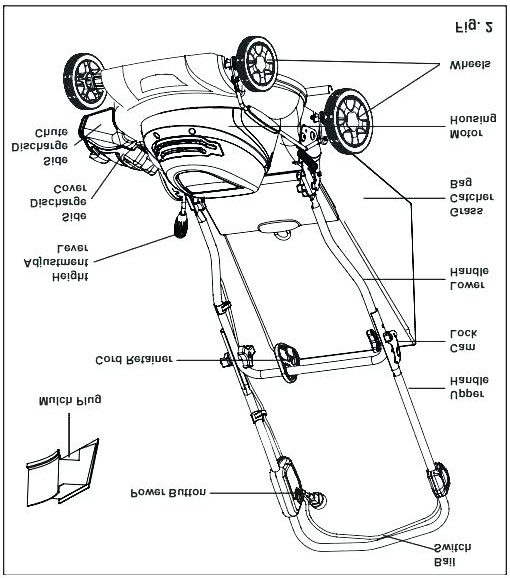 Bail
Switch
Power Button
Mulch Plug
Upper
Handle
Cord Retainer
Cam
Lock
Lower
Handle
Height
Adjustment
Lever
Grass
Catcher
Bag
Side
Discharge
Cover
Side
Discharge
Chute
Motor
Housing
Wheels
Fig. 2